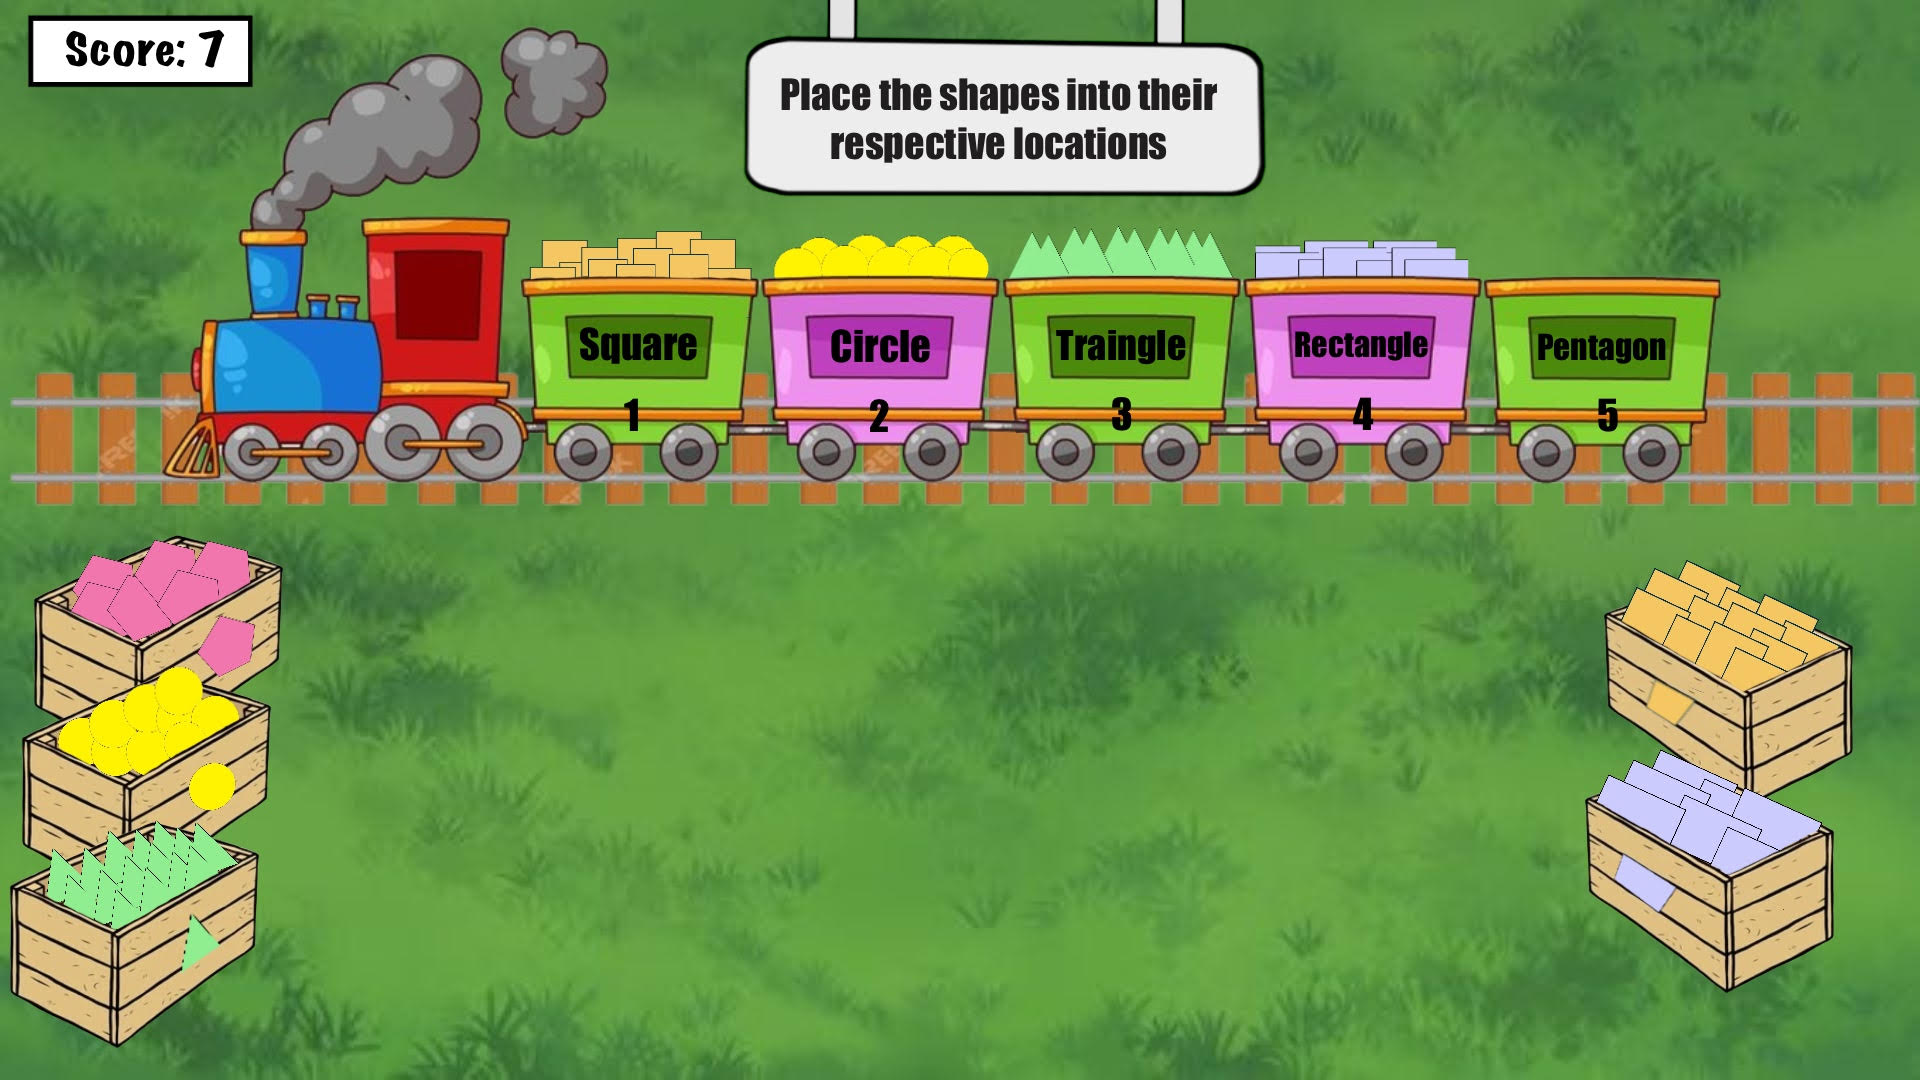 Score: 7
Place the shapes into their
respective locations
Square
Circle
Traingle
Rectangle
Pentagon
1
2
3
4
5